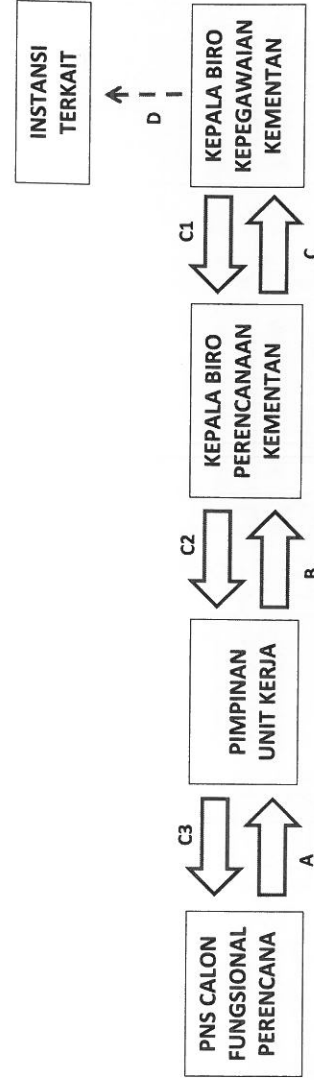 INSTANSI
TERKAIT
D
KEPALA BIRO
KEPEGAWAIAN
KEMENTAN
C1
C
KEPALA BIRO
PERENCANAAN
KEMENTAN
C2
B
PIMPINAN
UNIT KERJA
C3
A
PNS CALON
FUNGSIONAL
PERENCANA